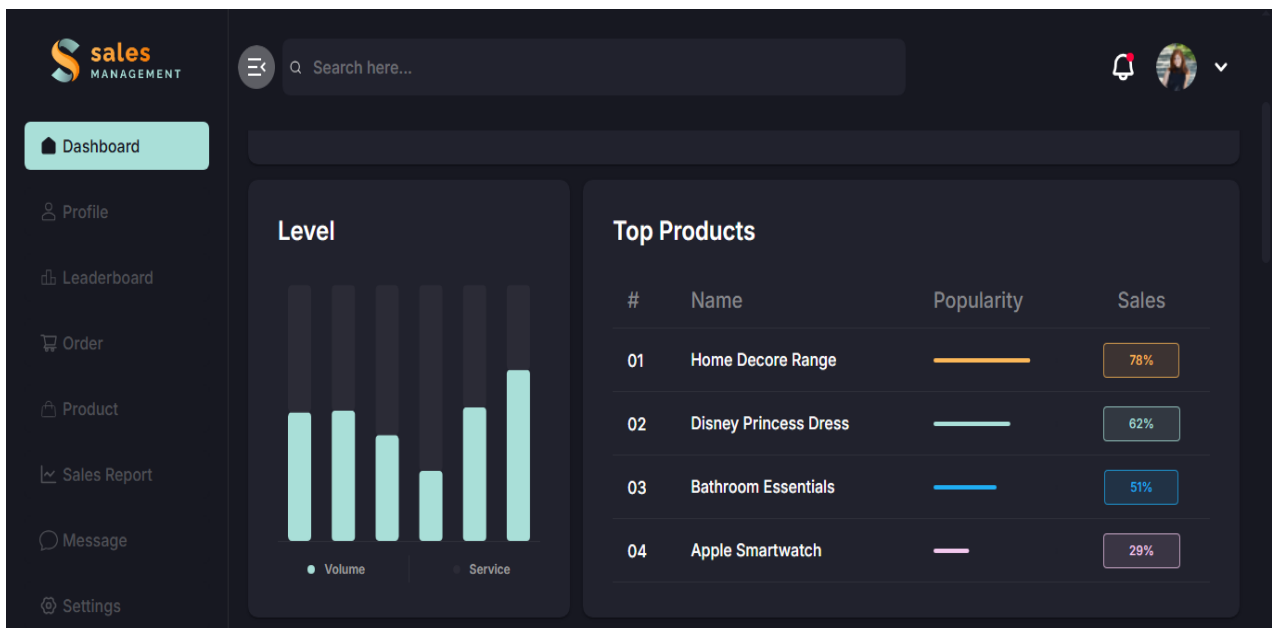 sales
MANAGEMENT
Search here...
Dashboard
Profile
Leaderboard
Order
Product
Sales Report
Message
Settings
Level
Volume
Service
Top Products
# Name Popularity Sales
01 Home Decore Range 78%
02 Disney Princess Dress 62%
03 Bathroom Essentials 51%
04 Apple Smartwatch 29%